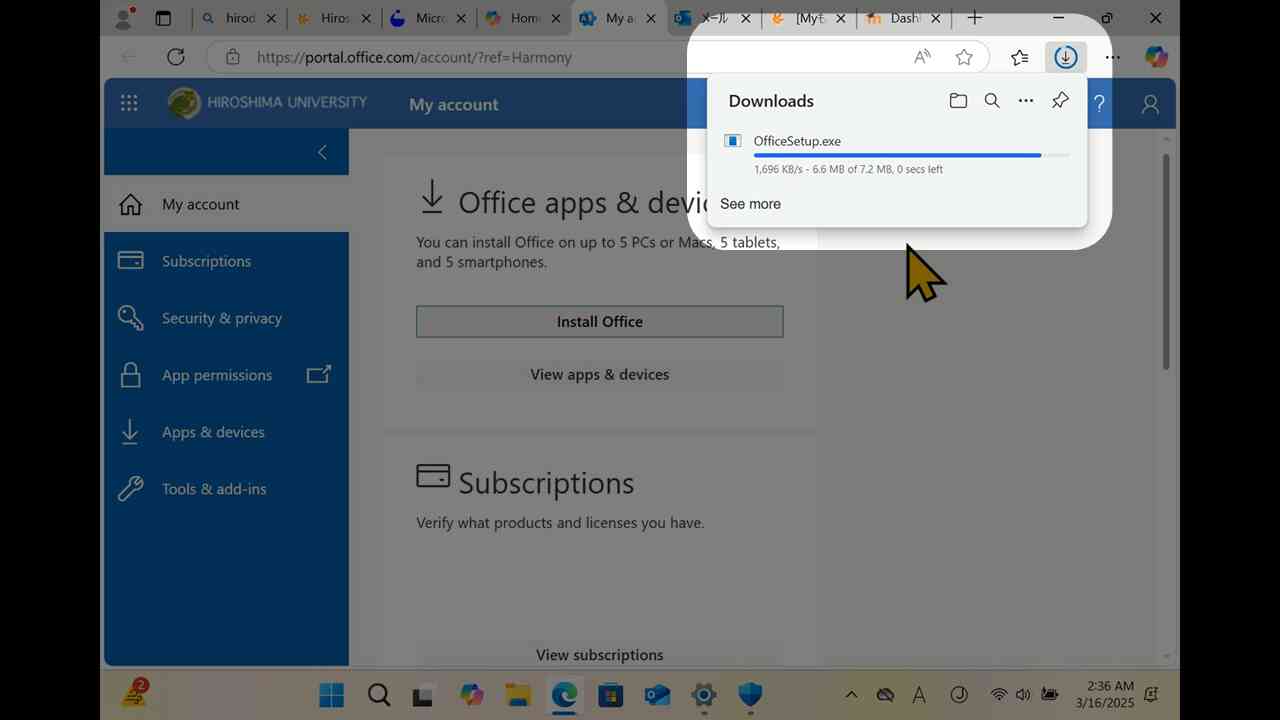 hirod
Hiros
Micro
Home
My a
メール
[Myモ
Dash
https://portal.office.com/account/?ref=Harmony
HIROSHIMA UNIVERSITY
My account
?
Downloads
OfficeSetup.exe
1,696 KB/s - 6.6 MB of 7.2 MB, 0 secs left
See more
My account
Subscriptions
Security & privacy
App permissions
Apps & devices
Tools & add-ins
Office apps & devic
You can install Office on up to 5 PCs or Macs, 5 tablets,
and 5 smartphones.
Install Office
View apps & devices
Subscriptions
Verify what products and licenses you have.
View subscriptions
2
A
2:36 AM
3/16/2025